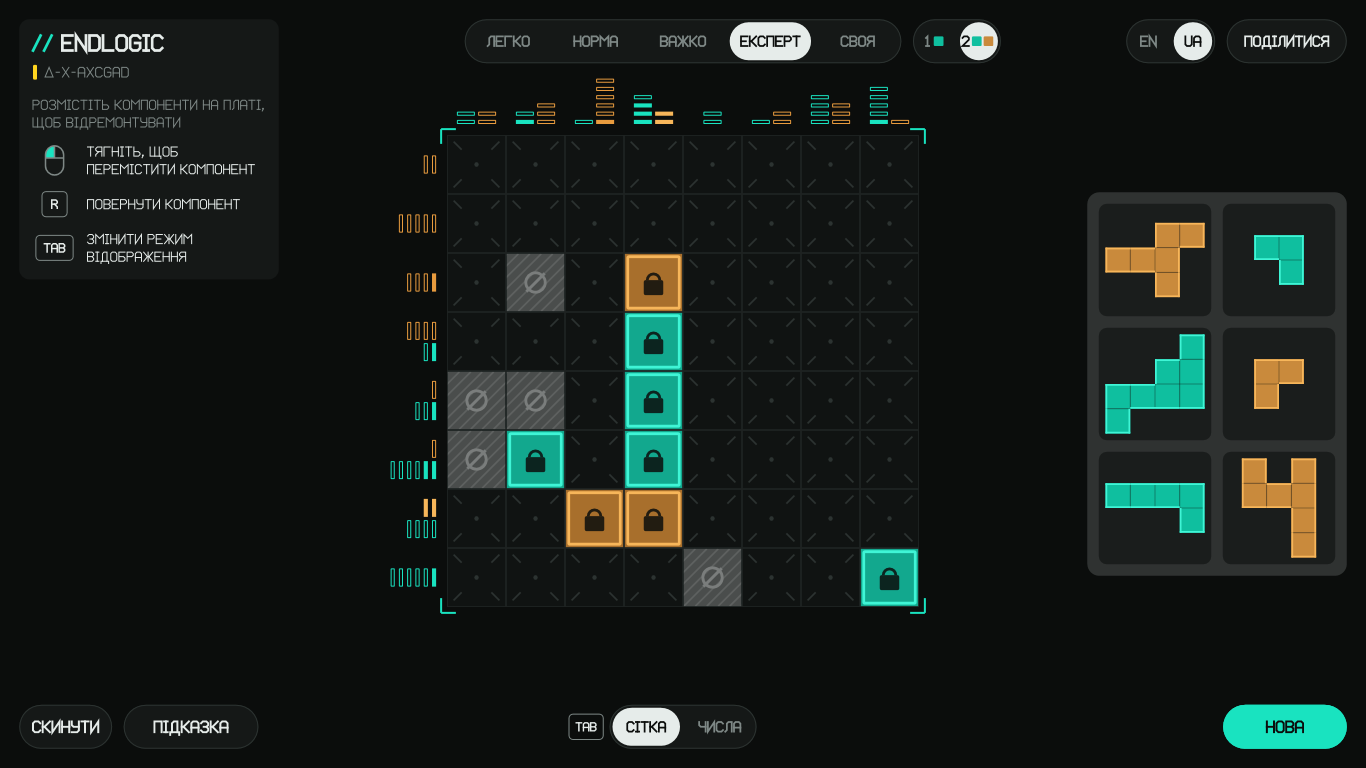 // ENDLOGIC
Δ-X-AXCGAD
РОЗМІСТІТЬ КОМПОНЕНТИ НА ПЛАТІ,
ЩОБ ВІДРЕМОНТУВАТИ
ТЯГНІТЬ, ЩОБ
ПЕРЕМІСТИТИ КОМПОНЕНТ
R
ПОВЕРНУТИ КОМПОНЕНТ
TAB
ЗМІНИТИ РЕЖИМ
ВІДОБРАЖЕННЯ
ЛЕГКО НОРМА ВАЖКО ЕКСПЕРТ СВОЯ
1 2
EN UA
ПОДІЛИТИСЯ
СКИНУТИ
ПІДКАЗКА
TAB
СІТКА ЧИСЛА
НОВА